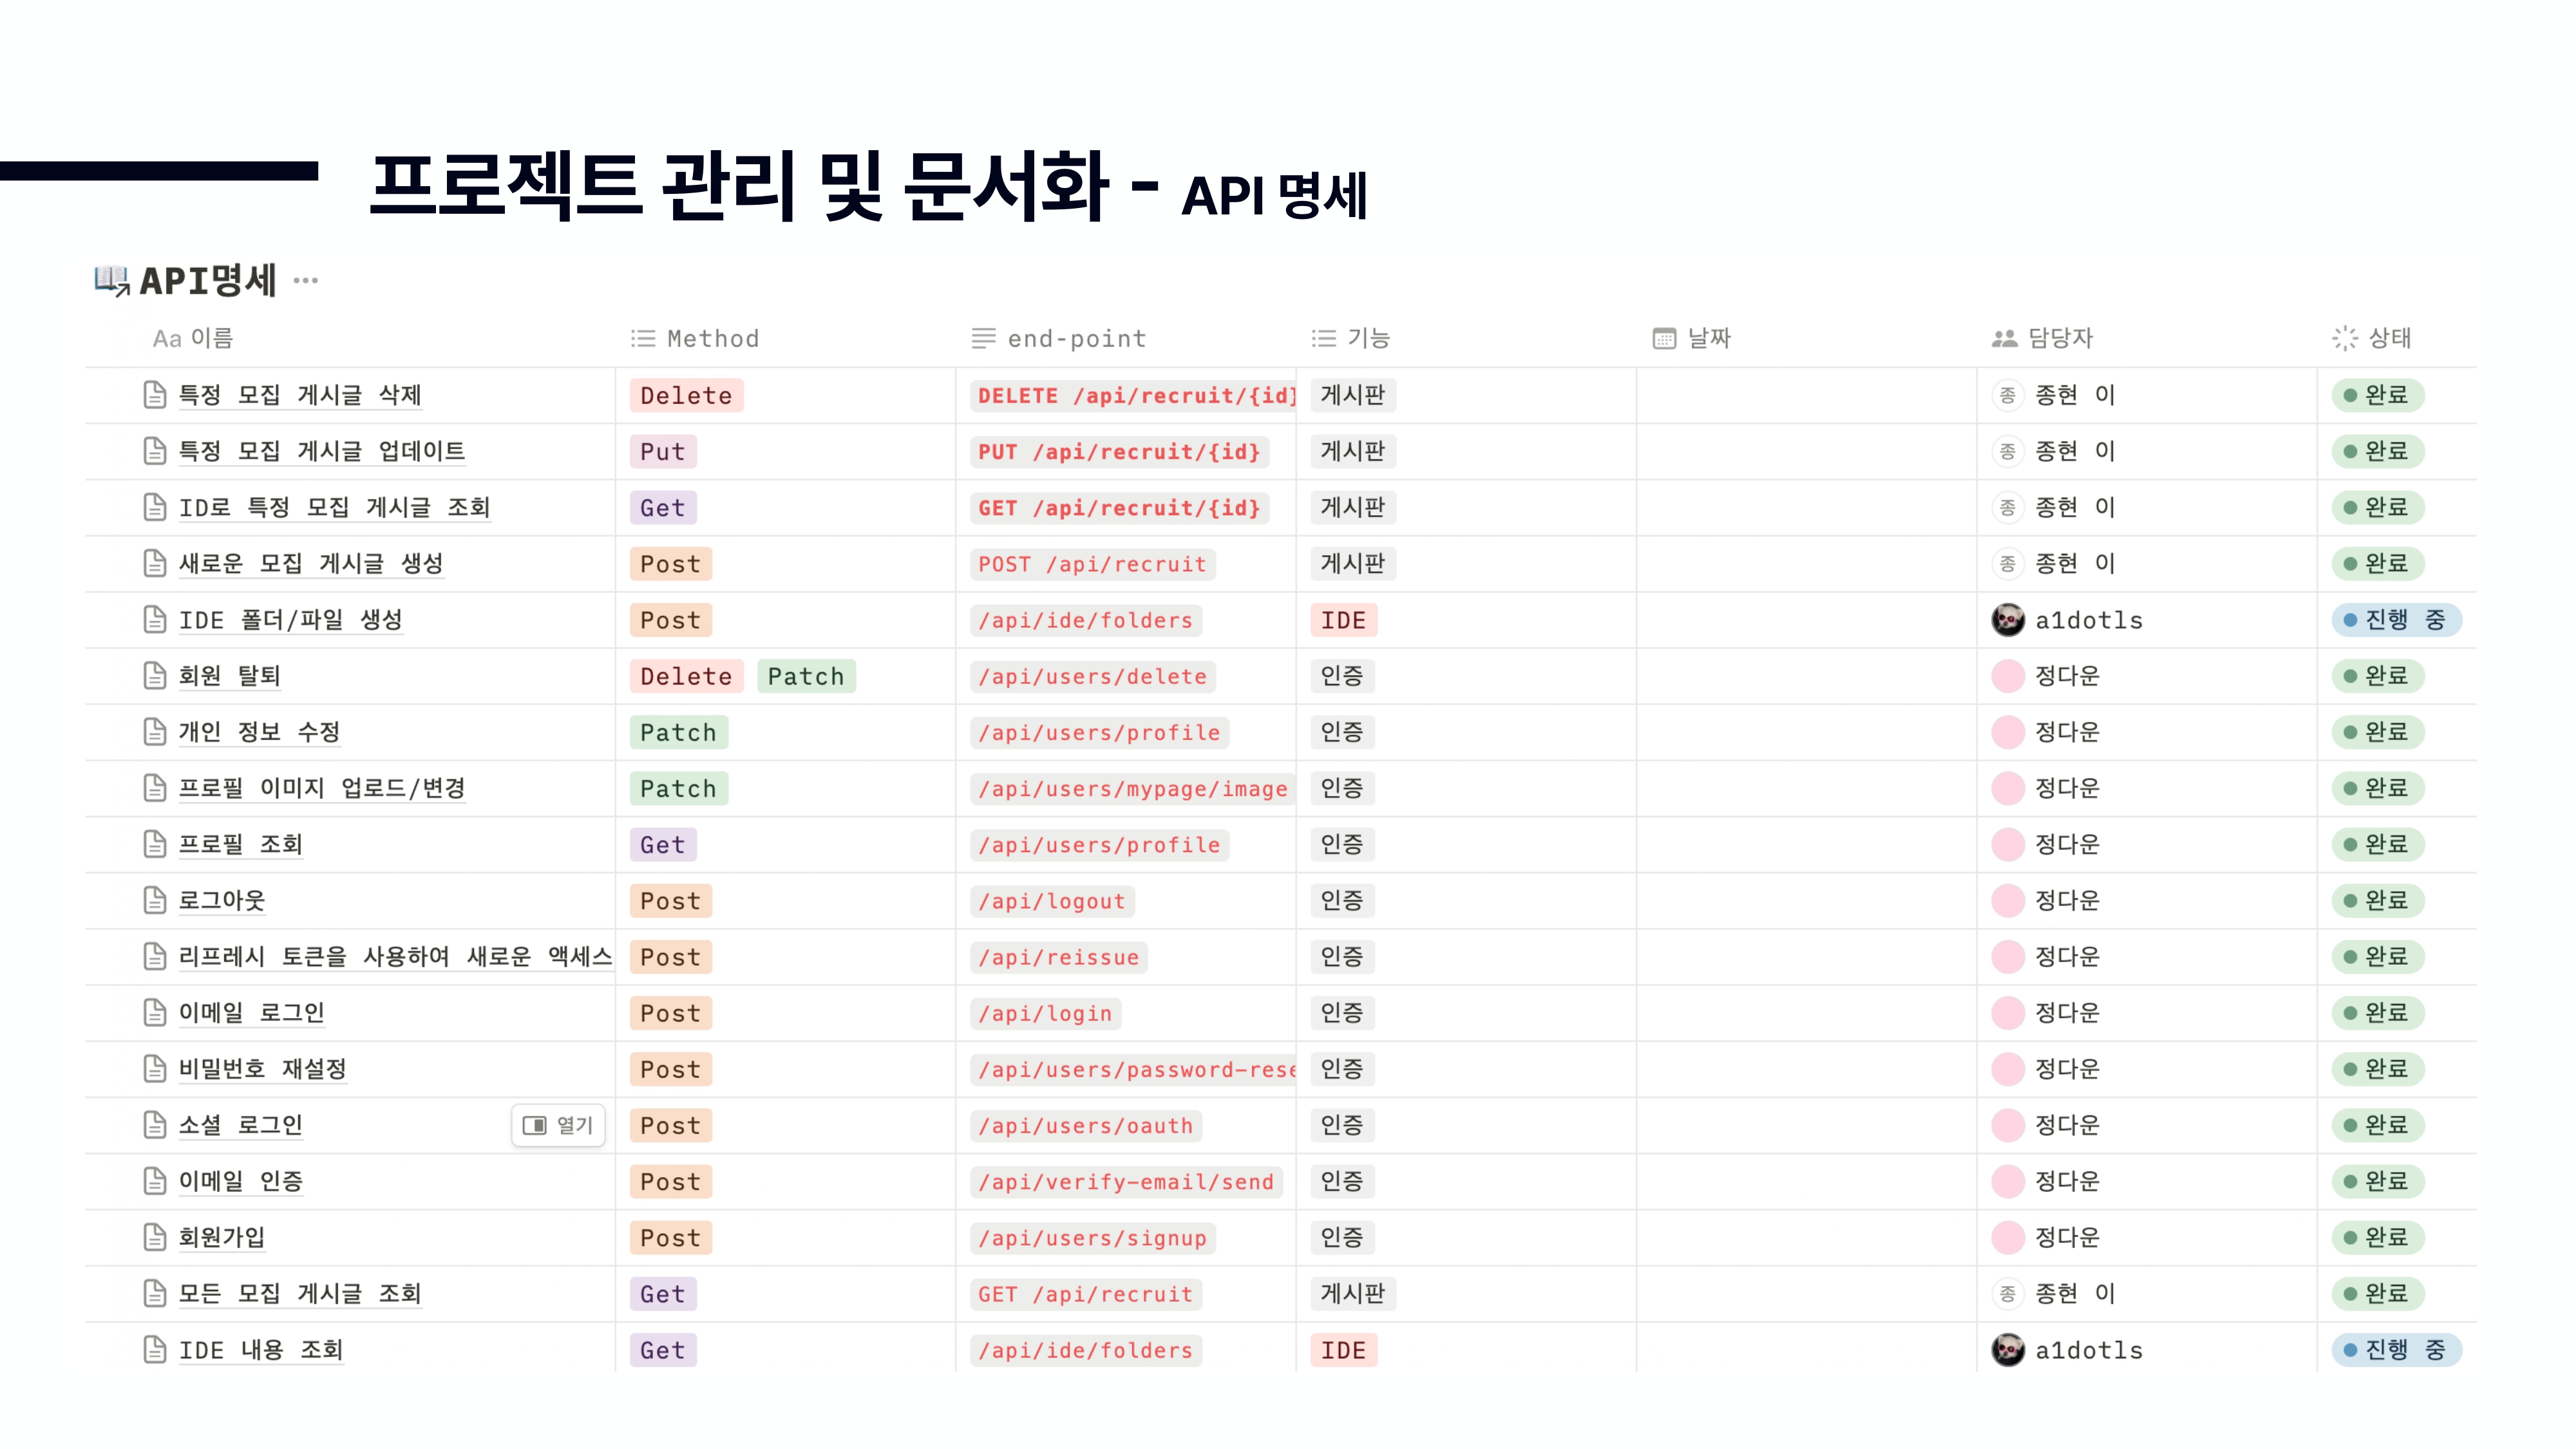 프로젝트 관리 및 문서화 - API 명세
API명세 ···
Aa 이름 Method end-point 기능 날짜 담당자 상태
특정 모집 게시글 삭제 Delete DELETE /api/recruit/{id} 게시판 종 종현 이 완료
특정 모집 게시글 업데이트 Put PUT /api/recruit/{id} 게시판 종 종현 이 완료
ID로 특정 모집 게시글 조회 Get GET /api/recruit/{id} 게시판 종 종현 이 완료
새로운 모집 게시글 생성 Post POST /api/recruit 게시판 종 종현 이 완료
IDE 폴더/파일 생성 Post /api/ide/folders IDE a1dotls 진행 중
회원 탈퇴 Delete Patch /api/users/delete 인증 정다운 완료
개인 정보 수정 Patch /api/users/profile 인증 정다운 완료
프로필 이미지 업로드/변경 Patch /api/users/mypage/image 인증 정다운 완료
프로필 조회 Get /api/users/profile 인증 정다운 완료
로그아웃 Post /api/logout 인증 정다운 완료
리프레시 토큰을 사용하여 새로운 액세스 Post /api/reissue 인증 정다운 완료
이메일 로그인 Post /api/login 인증 정다운 완료
비밀번호 재설정 Post /api/users/password-rese 인증 정다운 완료
소셜 로그인 열기 Post /api/users/oauth 인증 정다운 완료
이메일 인증 Post /api/verify-email/send 인증 정다운 완료
회원가입 Post /api/users/signup 인증 정다운 완료
모든 모집 게시글 조회 Get GET /api/recruit 게시판 종 종현 이 완료
IDE 내용 조회 Get /api/ide/folders IDE a1dotls 진행 중